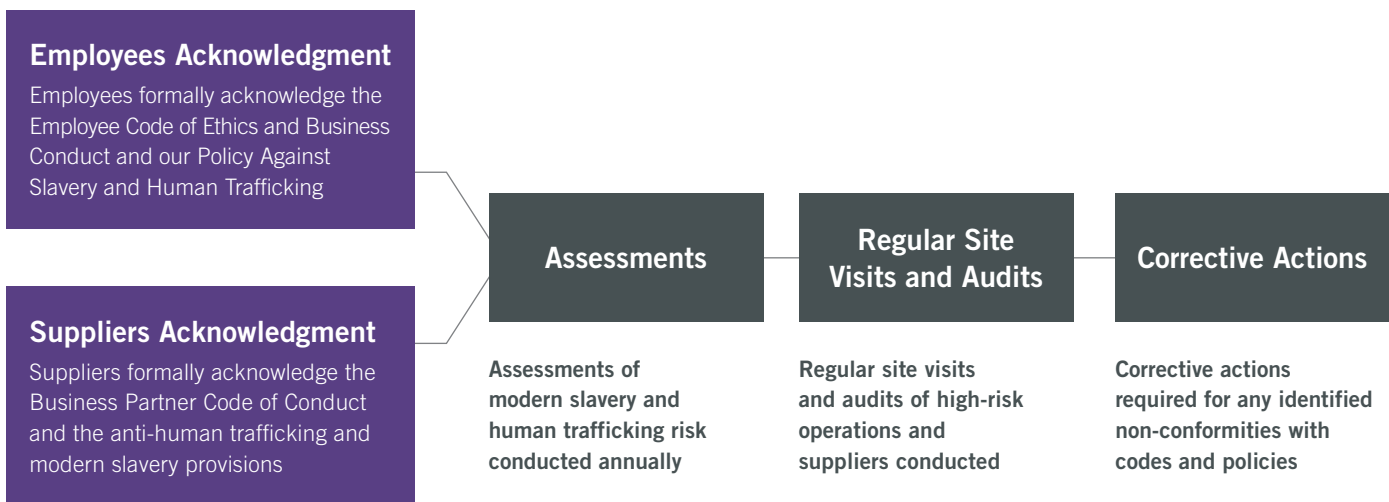 Employees Acknowledgment
Employees formally acknowledge the
Employee Code of Ethics and Business
Conduct and our Policy Against
Slavery and Human Trafficking
Suppliers Acknowledgment
Suppliers formally acknowledge the
Business Partner Code of Conduct
and the anti-human trafficking and
modern slavery provisions
Assessments
Assessments of
modern slavery and
human trafficking risk
conducted annually
Regular Site
Visits and Audits
Regular site visits
and audits of high-risk
operations and
suppliers conducted
Corrective Actions
Corrective actions
required for any identified
non-conformities with
codes and policies